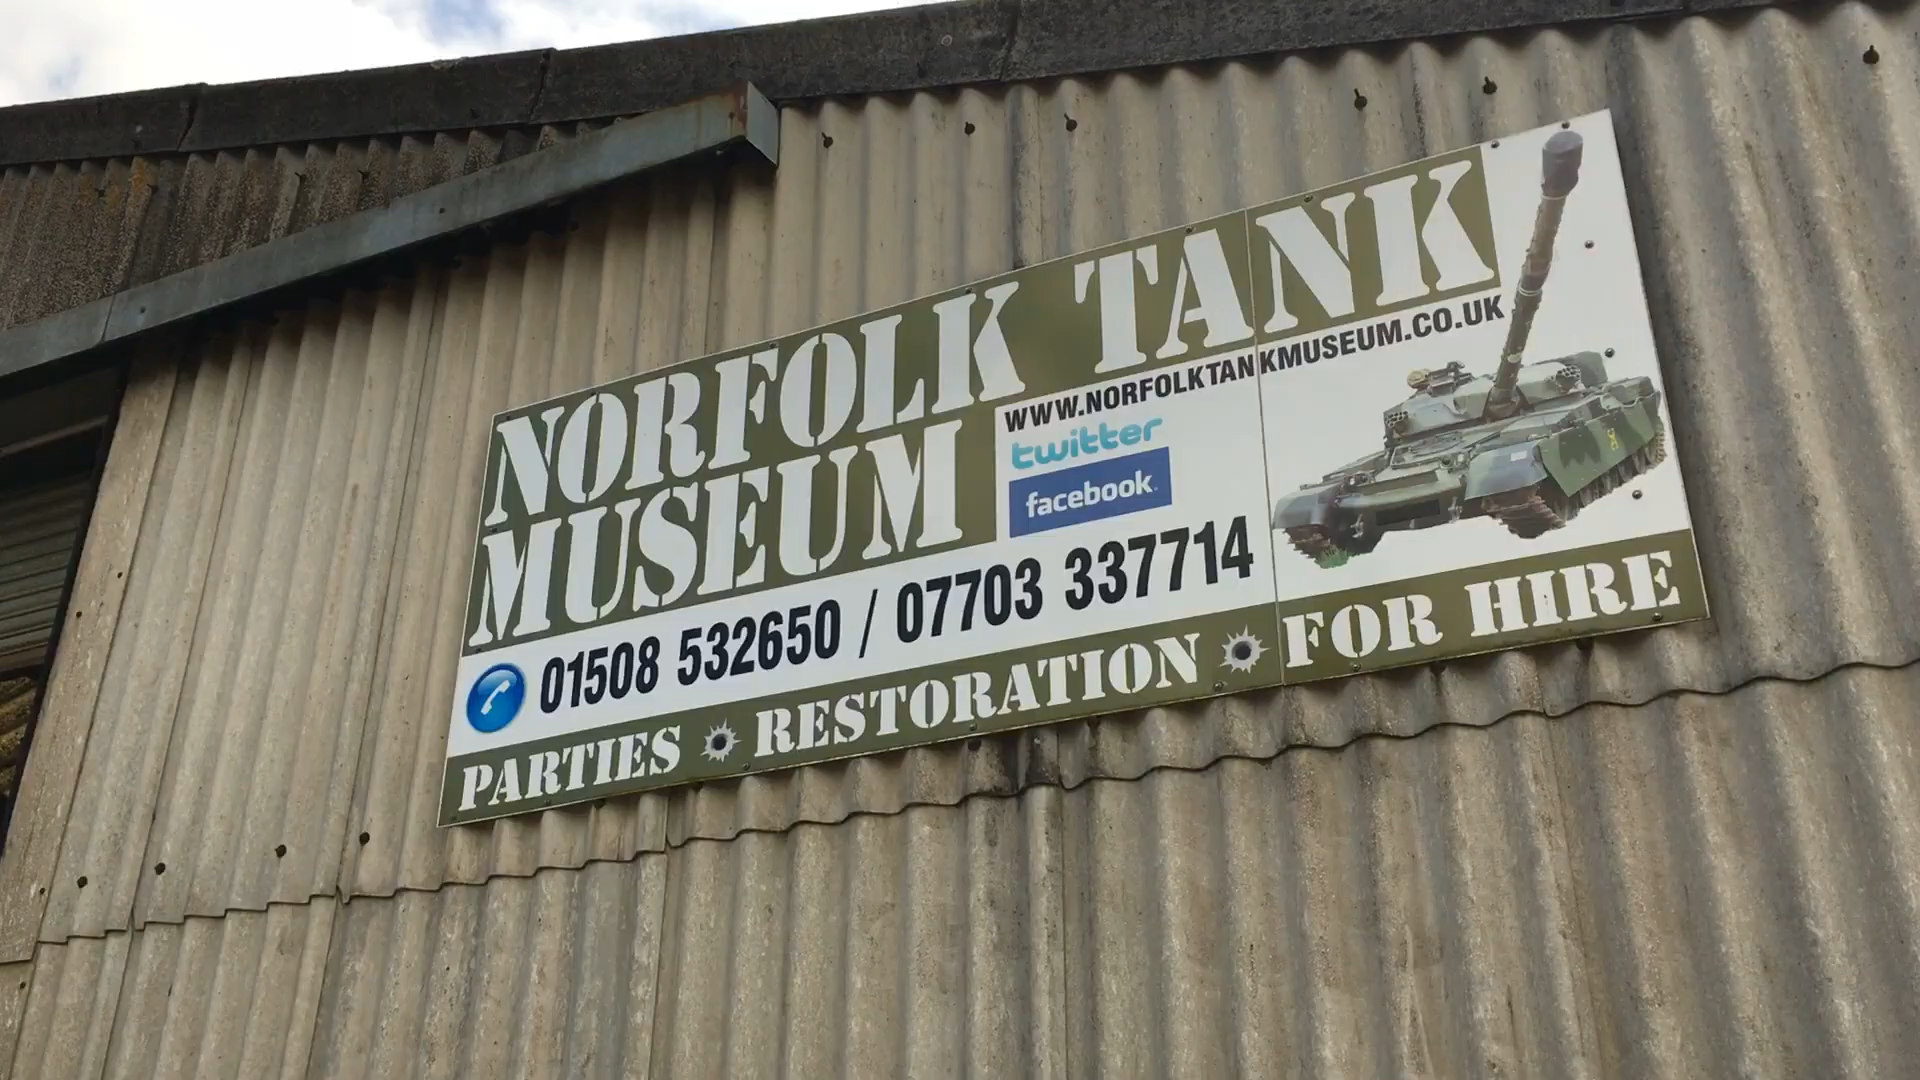 NORFOLK TANK
MUSEUM
WWW.NORFOLKTANKMUSEUM.CO.UK
twitter
facebook
01508 532650 / 07703 337714
PARTIES RESTORATION FOR HIRE